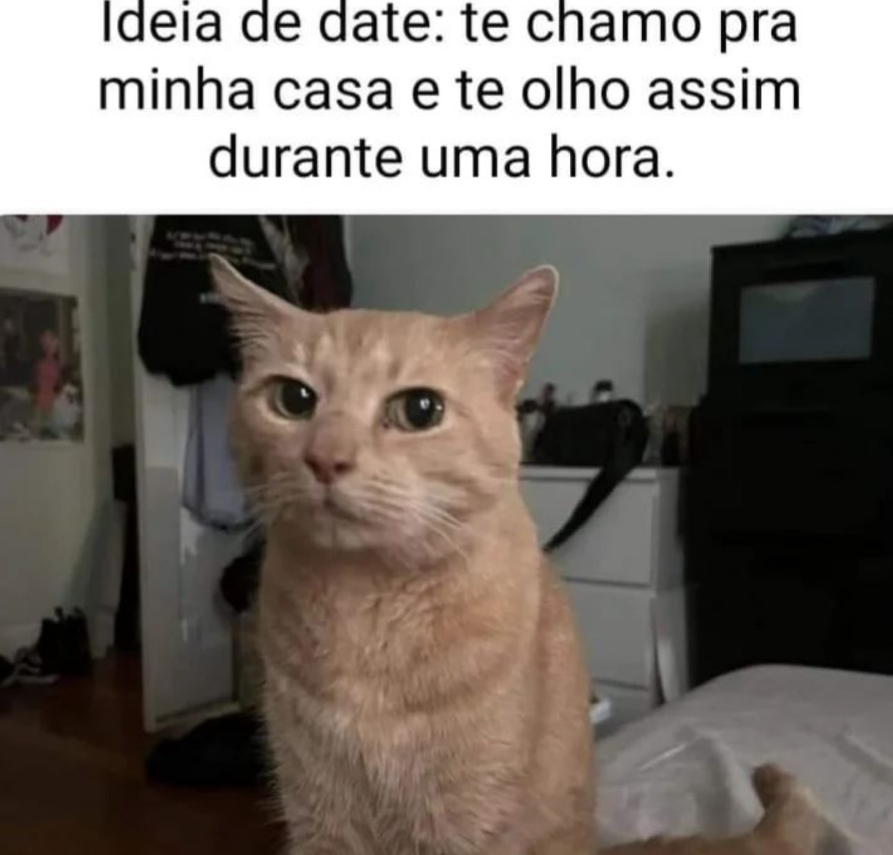 Ideia de date: te chamo pra
minha casa e te olho assim
durante uma hora.